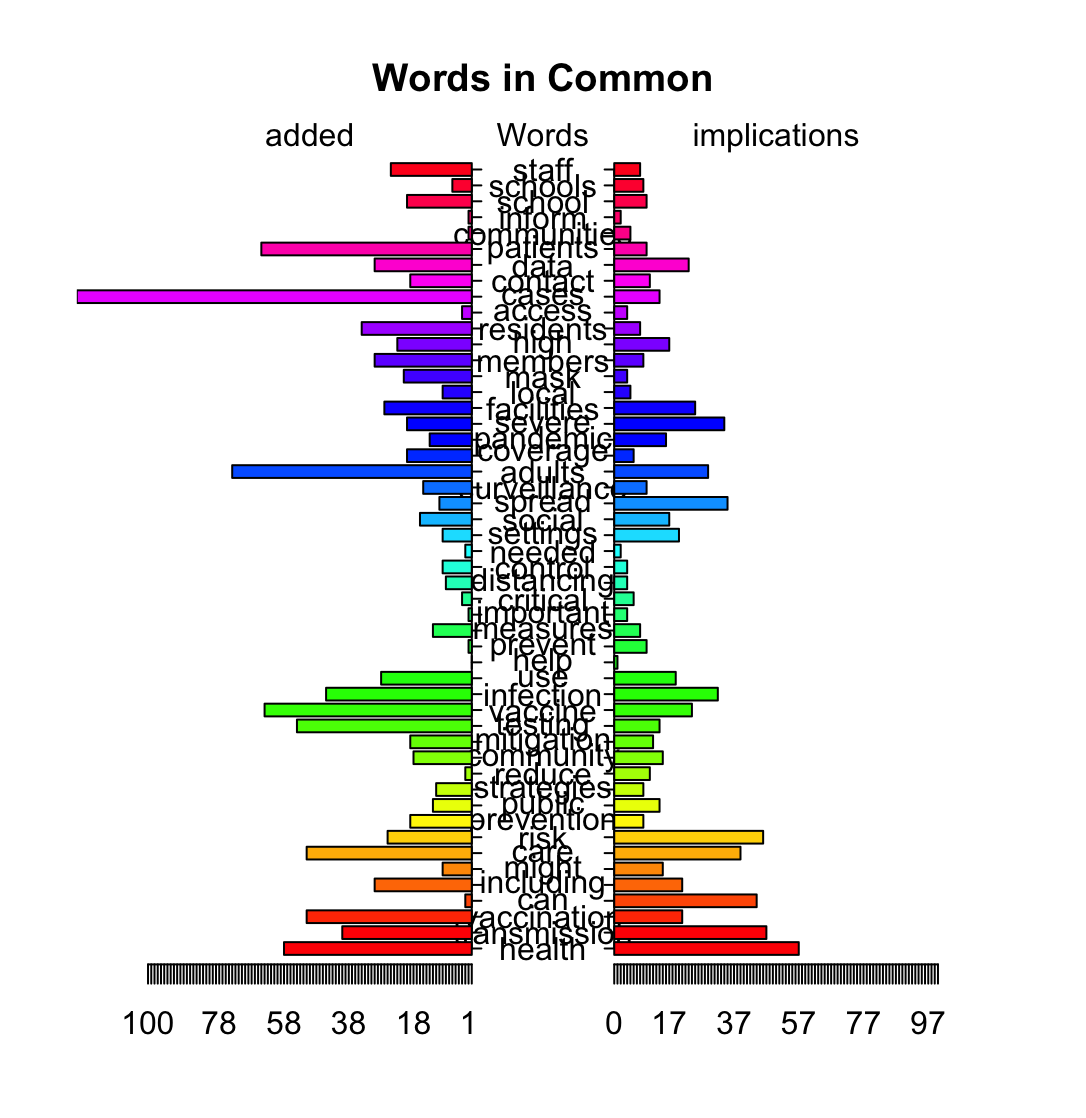 Words in Common
added Words implications
staff
schools
school
inform
communities
patients
data
contact
cases
access
residents
high
members
mask
local
facilities
severe
pandemic
coverage
adults
surveillance
spread
social
settings
needed
control
distancing
critical
important
measures
prevent
help
use
infection
vaccine
testing
mitigation
community
reduce
strategies
public
prevention
risk
care
might
including
can
vaccination
transmission
health
100 78 58 38 18 1 0 17 37 57 77 97